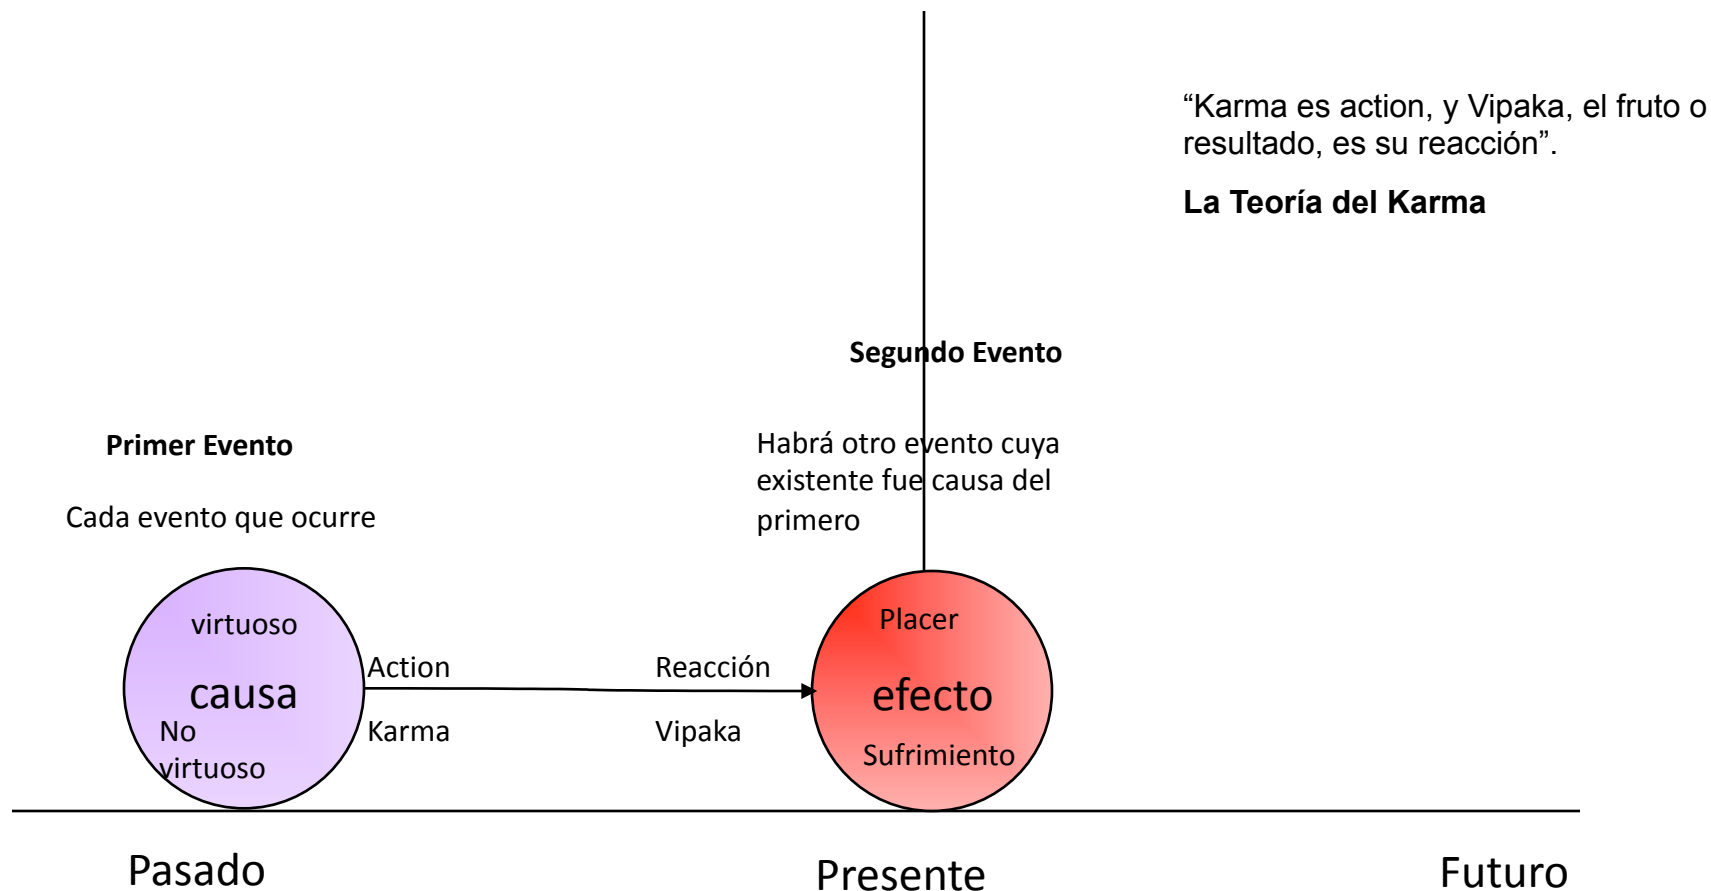 “Karma es action, y Vipaka, el fruto o
resultado, es su reacción”.
La Teoría del Karma
Segundo Evento
Habrá otro evento cuya
existente fue causa del
primero
Primer Evento
Cada evento que ocurre
virtuoso
causa
No
virtuoso
Action
Karma
Reacción
Vipaka
Placer
efecto
Sufrimiento
Pasado
Presente
Futuro